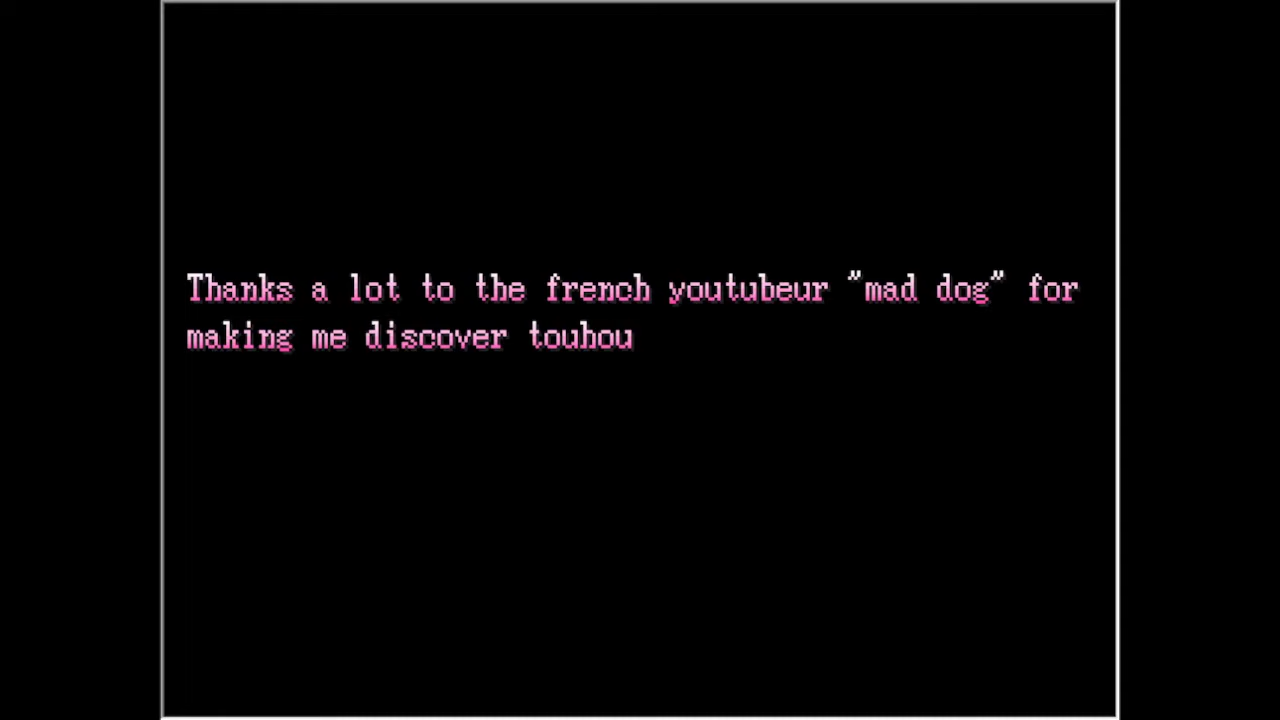 Thanks a lot to the french youtubeur "mad dog" for
making me discover touhou